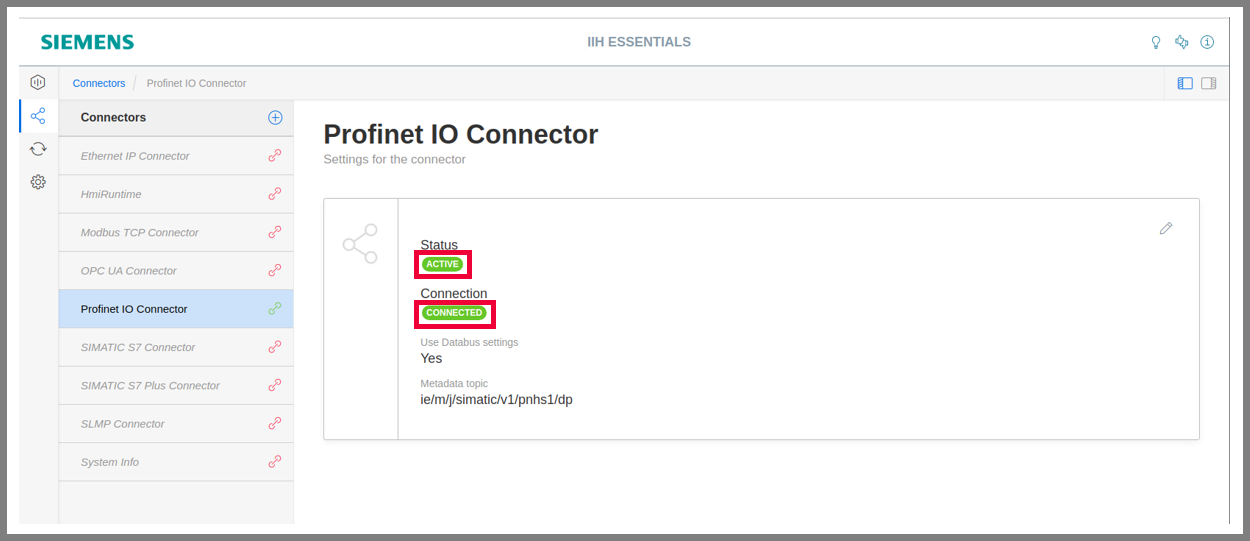 SIEMENS
IIH ESSENTIALS
Connectors
Profinet IO Connector
Connectors
Ethernet IP Connector
HmiRuntime
Modbus TCP Connector
OPC UA Connector
Profinet IO Connector
SIMATIC S7 Connector
SIMATIC S7 Plus Connector
SLMP Connector
System Info
Profinet IO Connector
Settings for the connector
Status
ACTIVE
Connection
CONNECTED
Use Databus settings
Yes
Metadata topic
ie/m/j/simatic/v1/pnhs1/dp